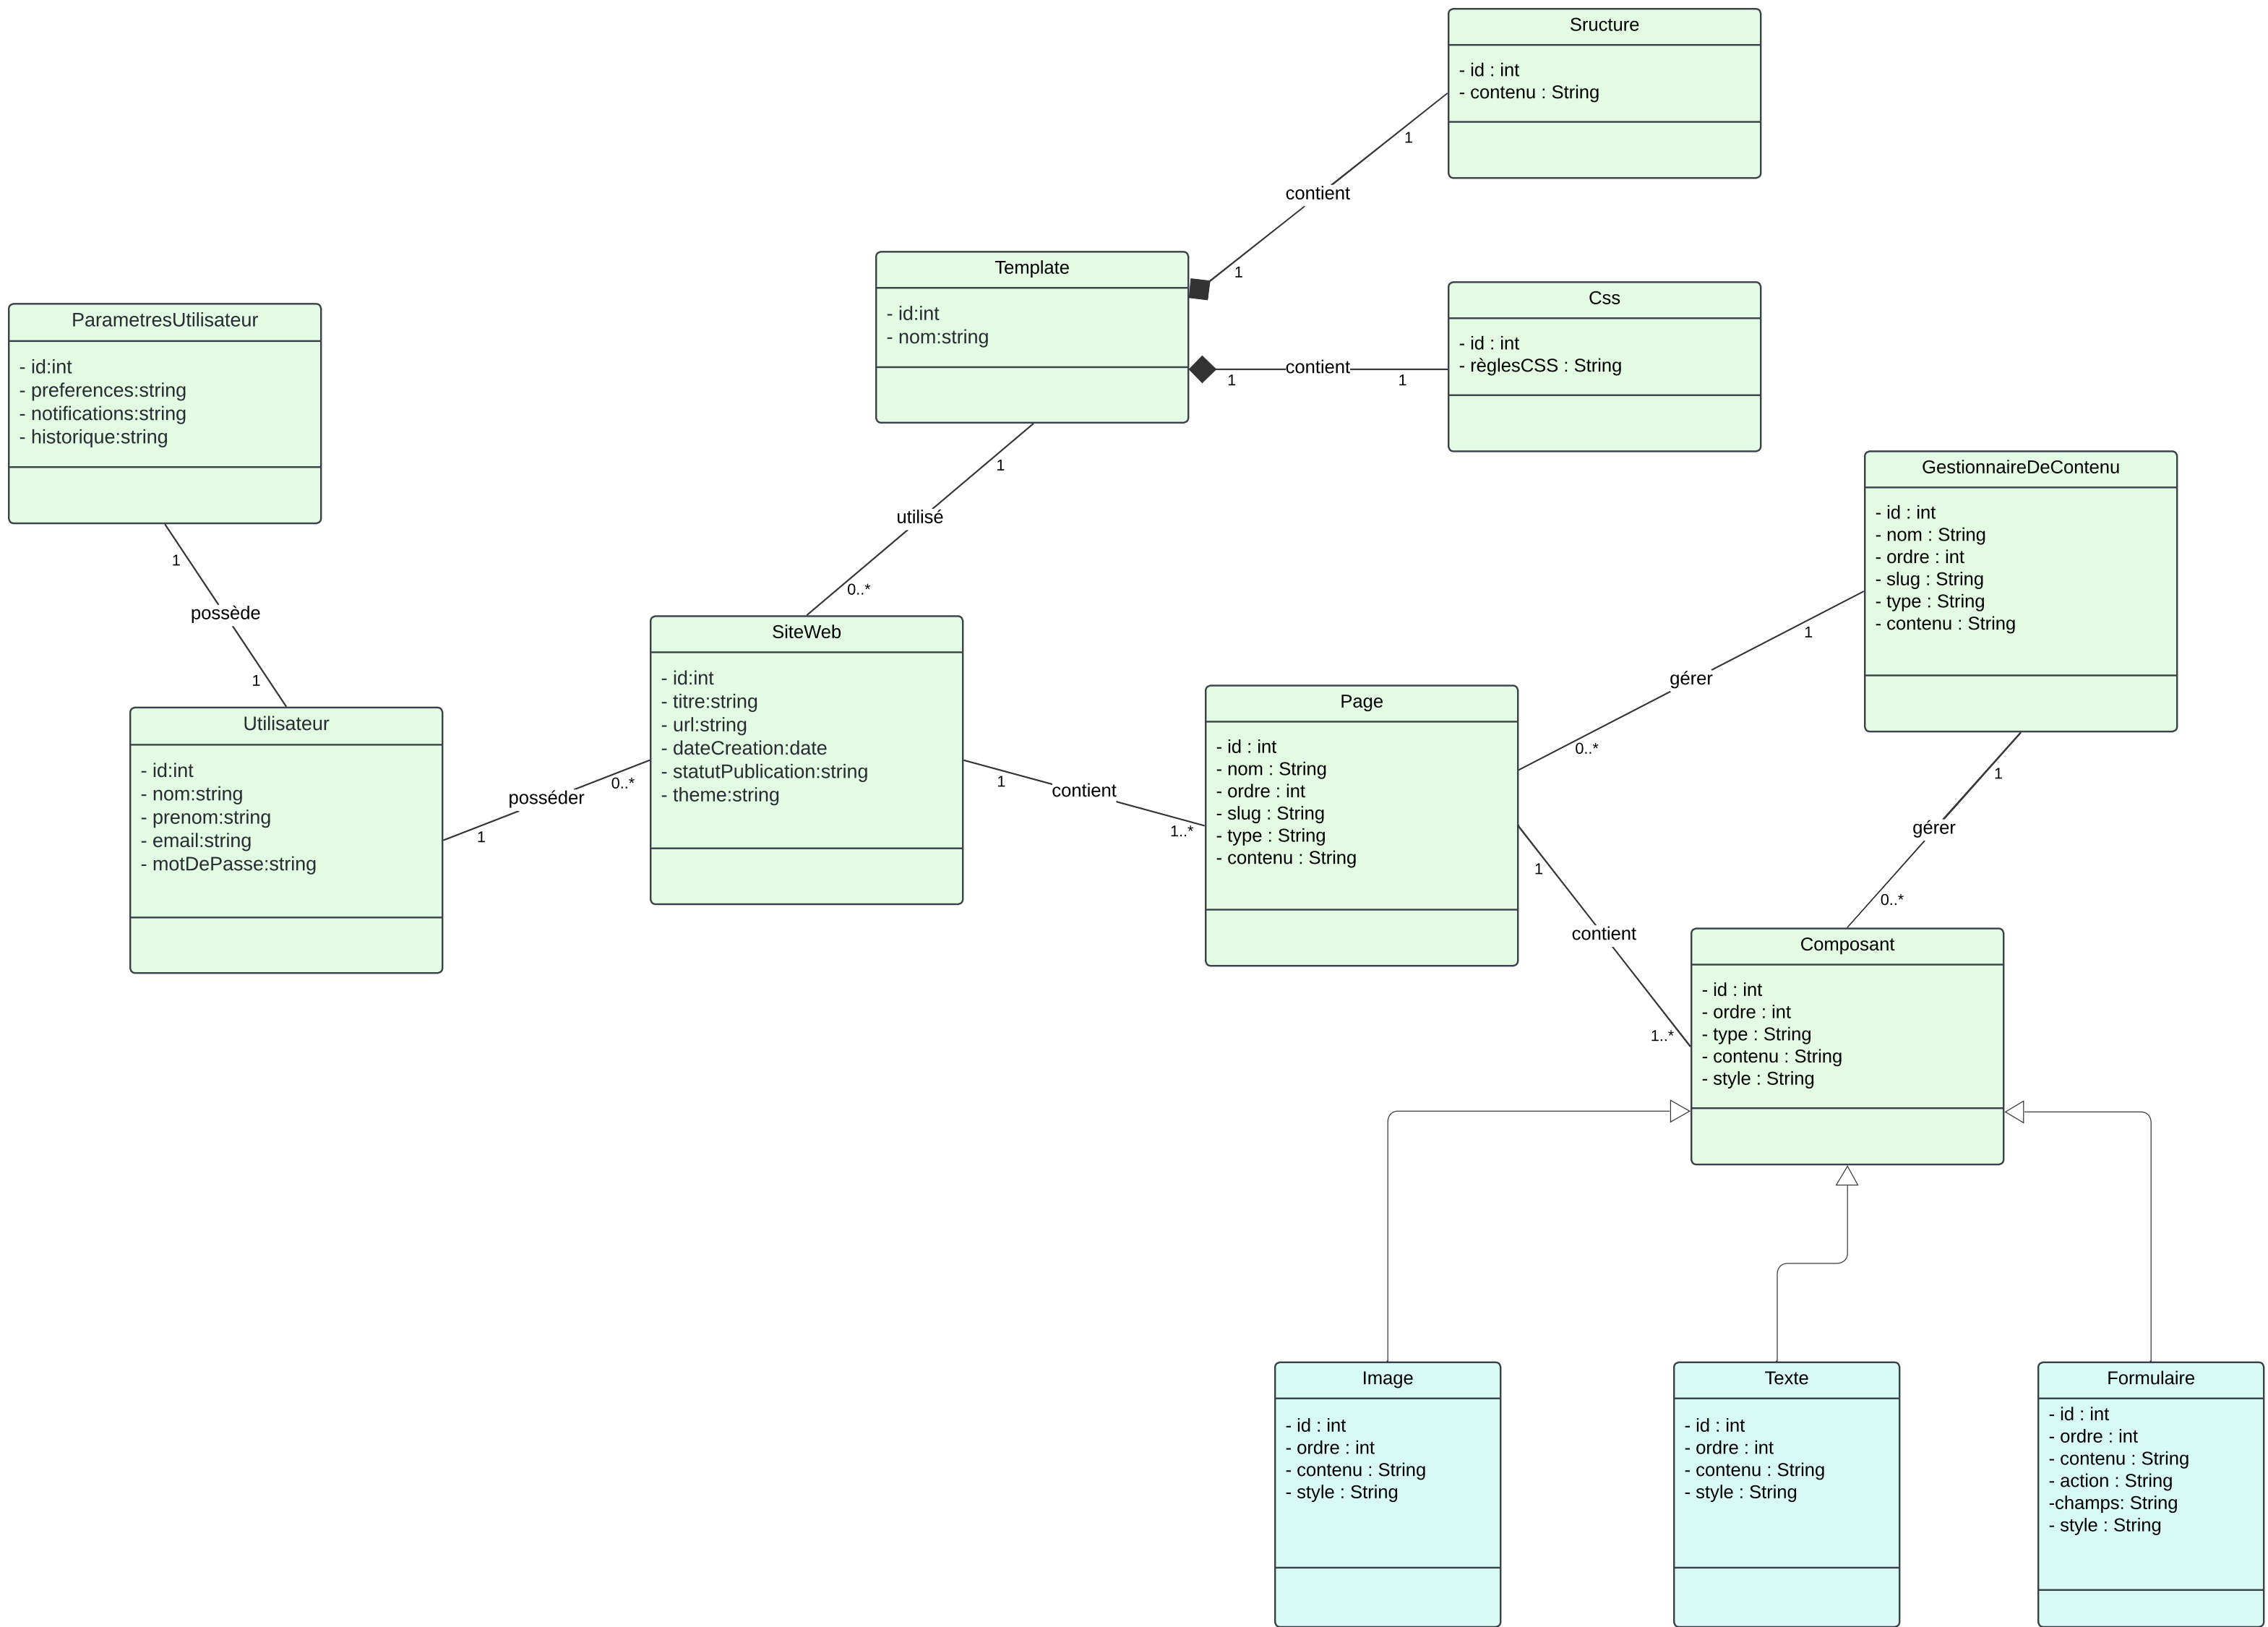 Sructure
- id : int
- contenu : String
1
contient
1
Template
- id:int
- nom:string
Css
- id : int
- règlesCSS : String
1
contient
1
ParametresUtilisateur
- id:int
- preferences:string
- notifications:string
- historique:string
1
utilisé
0..*
GestionnaireDeContenu
- id : int
- nom : String
- ordre : int
- slug : String
- type : String
- contenu : String
1
possède
1
SiteWeb
- id:int
- titre:string
- url:string
- dateCreation:date
- statutPublication:string
- theme:string
1
gérer
0..*
Utilisateur
- id:int
- nom:string
- prenom:string
- email:string
- motDePasse:string
1
posséder
0..*
Page
- id : int
- nom : String
- ordre : int
- slug : String
- type : String
- contenu : String
1
contient
1..*
1
gérer
0..*
1
contient
1..*
Composant
- id : int
- ordre : int
- type : String
- contenu : String
- style : String
Image
- id : int
- ordre : int
- contenu : String
- style : String
Texte
- id : int
- ordre : int
- contenu : String
- style : String
Formulaire
- id : int
- ordre : int
- contenu : String
- action : String
-champs: String
- style : String